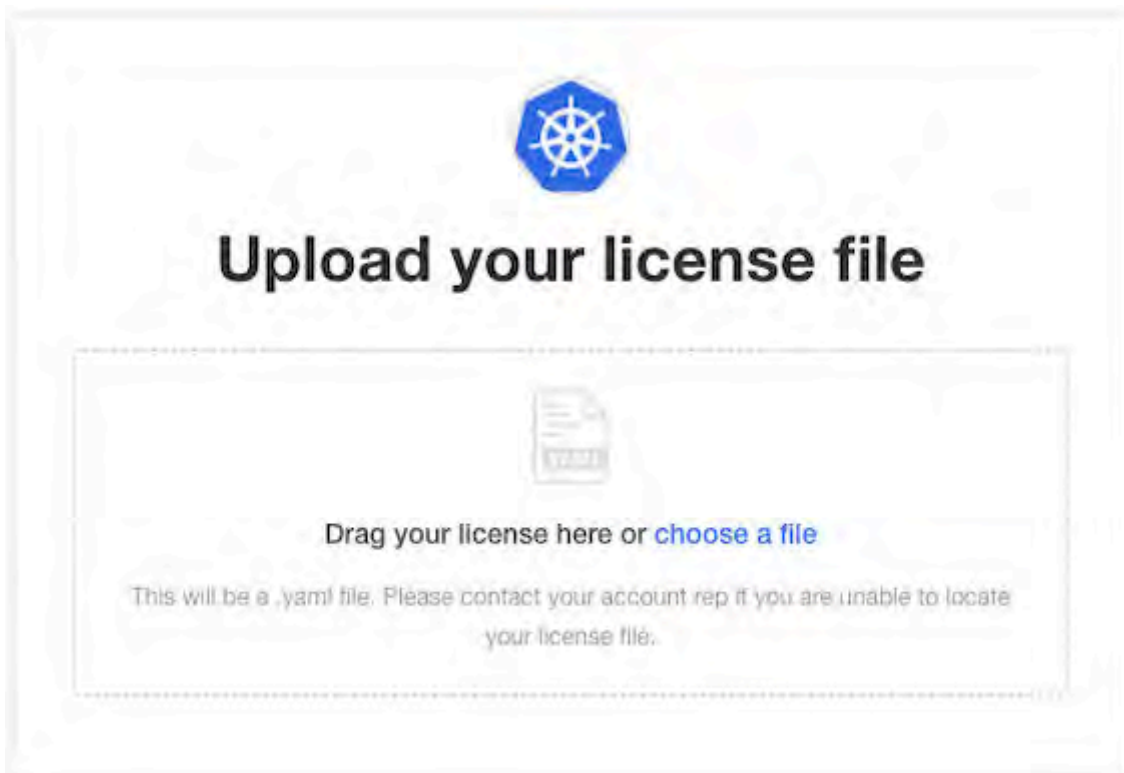 Upload your license file
YAML
Drag your license here or choose a file
This will be a .yaml file. Please contact your account rep if you are unable to locate
your license file.